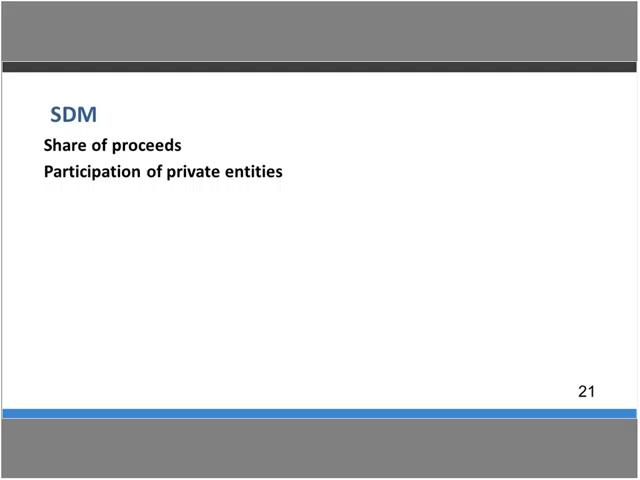 SDM
Share of proceeds
Participation of private entities
21